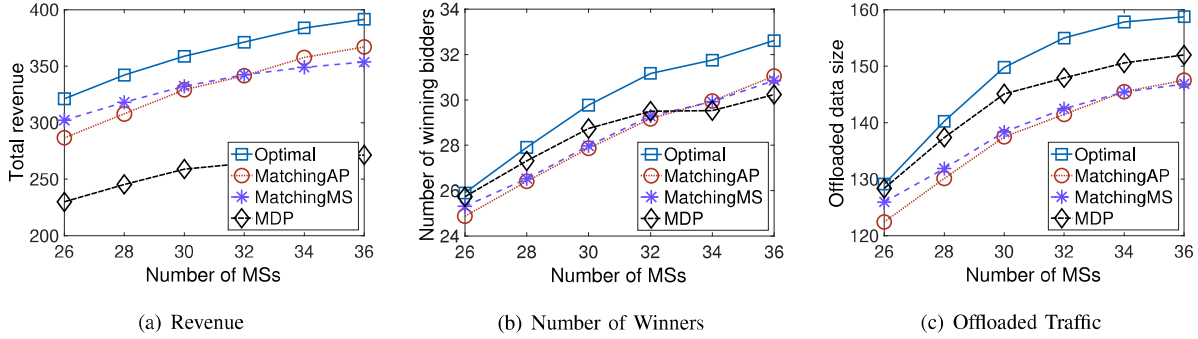 400
350
300
250
200
Total revenue
Optimal
MatchingAP
MatchingMS
MDP
26 28 30 32 34 36
Number of MSs
(a) Revenue
34
32
30
28
26
24
Number of winning bidders
Optimal
MatchingAP
MatchingMS
MDP
26 28 30 32 34 36
Number of MSs
(b) Number of Winners
160
150
140
130
120
Offloaded data size
Optimal
MatchingAP
MatchingMS
MDP
26 28 30 32 34 36
Number of MSs
(c) Offloaded Traffic